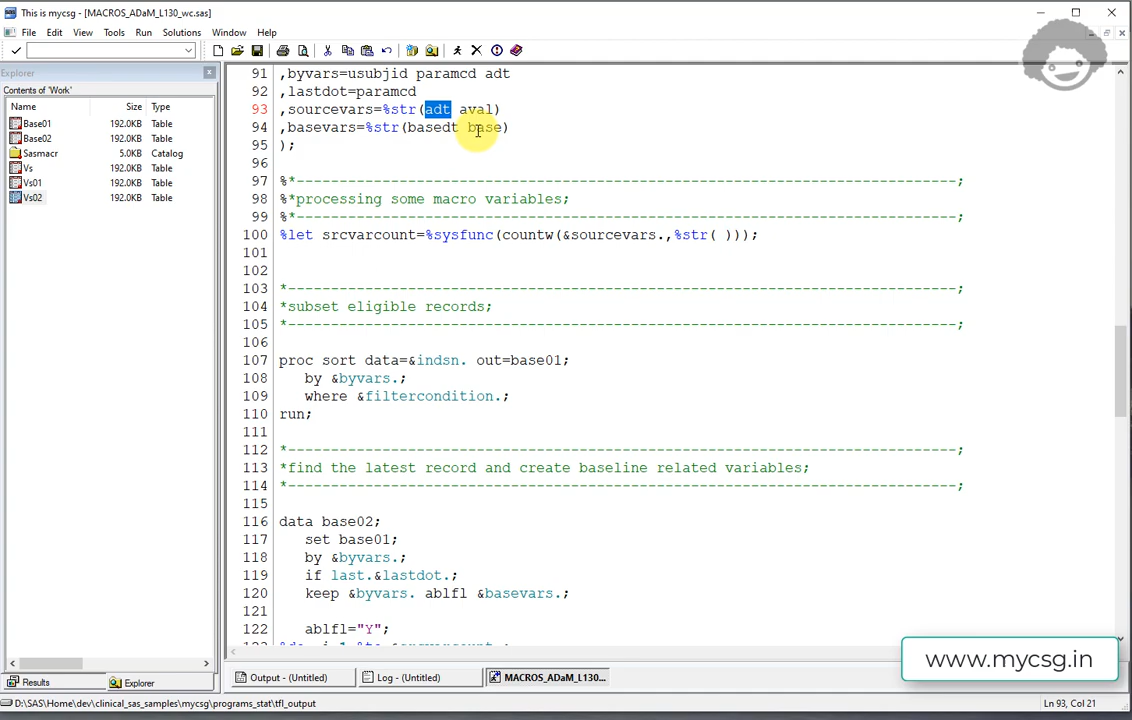 This is mycsg - [MACROS_ADaM_L130_wc.sas]
File Edit View Tools Run Solutions Window Help
Explorer
Contents of 'Work'
Name Size Type
Base01 192.0KB Table
Base02 192.0KB Table
Sasmacr 5.0KB Catalog
Vs 192.0KB Table
Vs01 192.0KB Table
Vs02 192.0KB Table
91 ,byvars=usubjid paramcd adt
92 ,lastdot=paramcd
93 ,sourcevars=%str(adt aval)
94 ,basevars=%str(basedt base)
95 );
96
97 %*--------------------------------------------------------------------------;
98 %*processing some macro variables;
99 %*--------------------------------------------------------------------------;
100 %let srcvarcount=%sysfunc(countw(&sourcevars.,%str( )));
101
102
103 *---------------------------------------------------------------------------;
104 *subset eligible records;
105 *---------------------------------------------------------------------------;
106
107 proc sort data=&indsn. out=base01;
108 by &byvars.;
109 where &filtercondition.;
110 run;
111
112 *---------------------------------------------------------------------------;
113 *find the latest record and create baseline related variables;
114 *---------------------------------------------------------------------------;
115
116 data base02;
117 set base01;
118 by &byvars.;
119 if last.&lastdot.;
120 keep &byvars. ablfl &basevars.;
121
122 ablfl="Y";
www.mycsg.in
Results Explorer
Output - (Untitled) Log - (Untitled) MACROS_ADaM_L130...
D:\SAS\Home\dev\clinical_sas_samples\mycsg\programs_stat\tfl_output Ln 93, Col 21